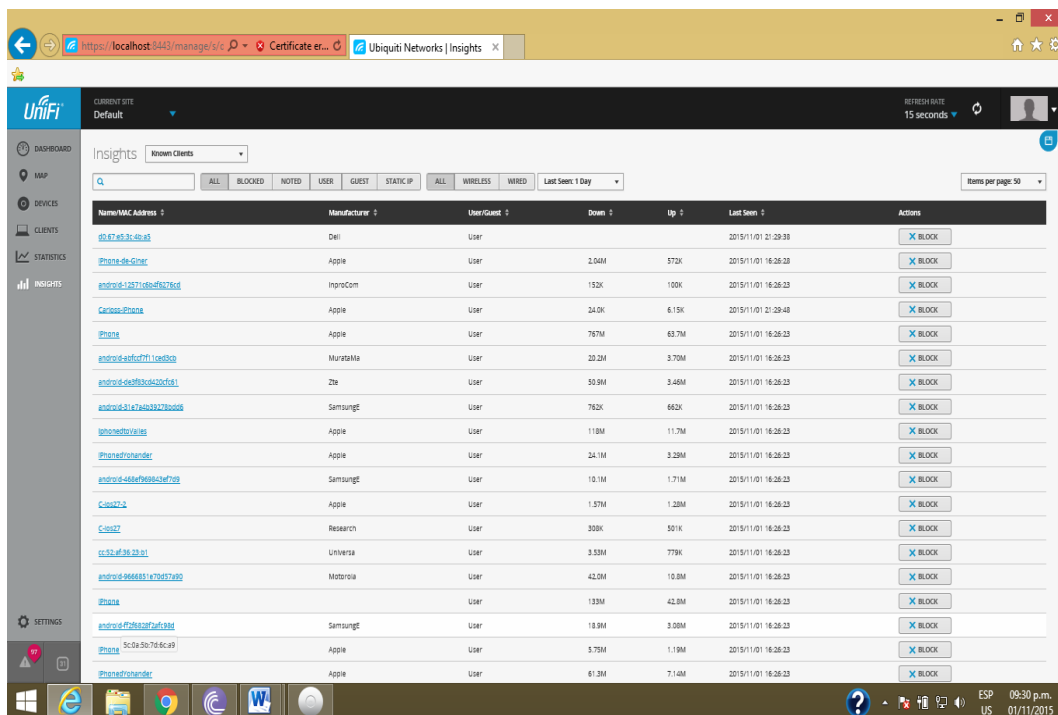 https://localhost:8443/manage/s/c Certificate er... Ubiquiti Networks | Insights
UniFi CURRENT SITE REFRESH RATE
Default 15 seconds
DASHBOARD Insights Known Clients
MAP ALL BLOCKED NOTED USER GUEST STATIC IP ALL WIRELESS WIRED Last Seen: 1 Day Items per page: 50
DEVICES Name/MAC Address Manufacturer User/Guest Down Up Last Seen Actions
CLIENTS d0:67:e5:3c:4b:a5 Dell User 2015/11/01 21:29:38 BLOCK
STATISTICS iPhone-de-Giner Apple User 2.04M 572K 2015/11/01 16:26:28 BLOCK
INSIGHTS android-12571c6b4f6276cd InproCom User 152K 100K 2015/11/01 16:26:23 BLOCK
Carloss-iPhone Apple User 24.0K 6.15K 2015/11/01 21:29:48 BLOCK
iPhone Apple User 767M 63.7M 2015/11/01 16:26:23 BLOCK
android-abfccf7f11ced3cb MurataMa User 20.2M 3.70M 2015/11/01 16:26:23 BLOCK
android-de3f83cd420cfc61 Zte User 50.9M 3.46M 2015/11/01 16:26:23 BLOCK
android-31e7a4b39278bdd6 SamsungE User 762K 662K 2015/11/01 16:26:23 BLOCK
IphonedtoValles Apple User 118M 11.7M 2015/11/01 16:26:23 BLOCK
iPhonedYohander Apple User 24.1M 3.29M 2015/11/01 16:26:23 BLOCK
android-468ef969843ef7d9 SamsungE User 10.1M 1.71M 2015/11/01 16:26:23 BLOCK
C-ios27-2 Apple User 1.57M 1.28M 2015/11/01 16:26:23 BLOCK
C-ios27 Research User 308K 501K 2015/11/01 16:26:23 BLOCK
cc:52:af:36:23:b1 Universa User 3.53M 779K 2015/11/01 16:26:23 BLOCK
android-9666851e70d57a90 Motorola User 42.0M 10.8M 2015/11/01 16:26:23 BLOCK
iPhone User 133M 42.8M 2015/11/01 16:26:23 BLOCK
SETTINGS android-ff2f6828f2afc98d SamsungE User 18.9M 3.08M 2015/11/01 16:26:23 BLOCK
97 31 iPhone 5c:0a:5b:7d:6c:a9 Apple User 5.75M 1.19M 2015/11/01 16:26:23 BLOCK
iPhonedYohander Apple User 61.3M 7.14M 2015/11/01 16:26:23 BLOCK
ESP 09:30 p.m.
US 01/11/2015